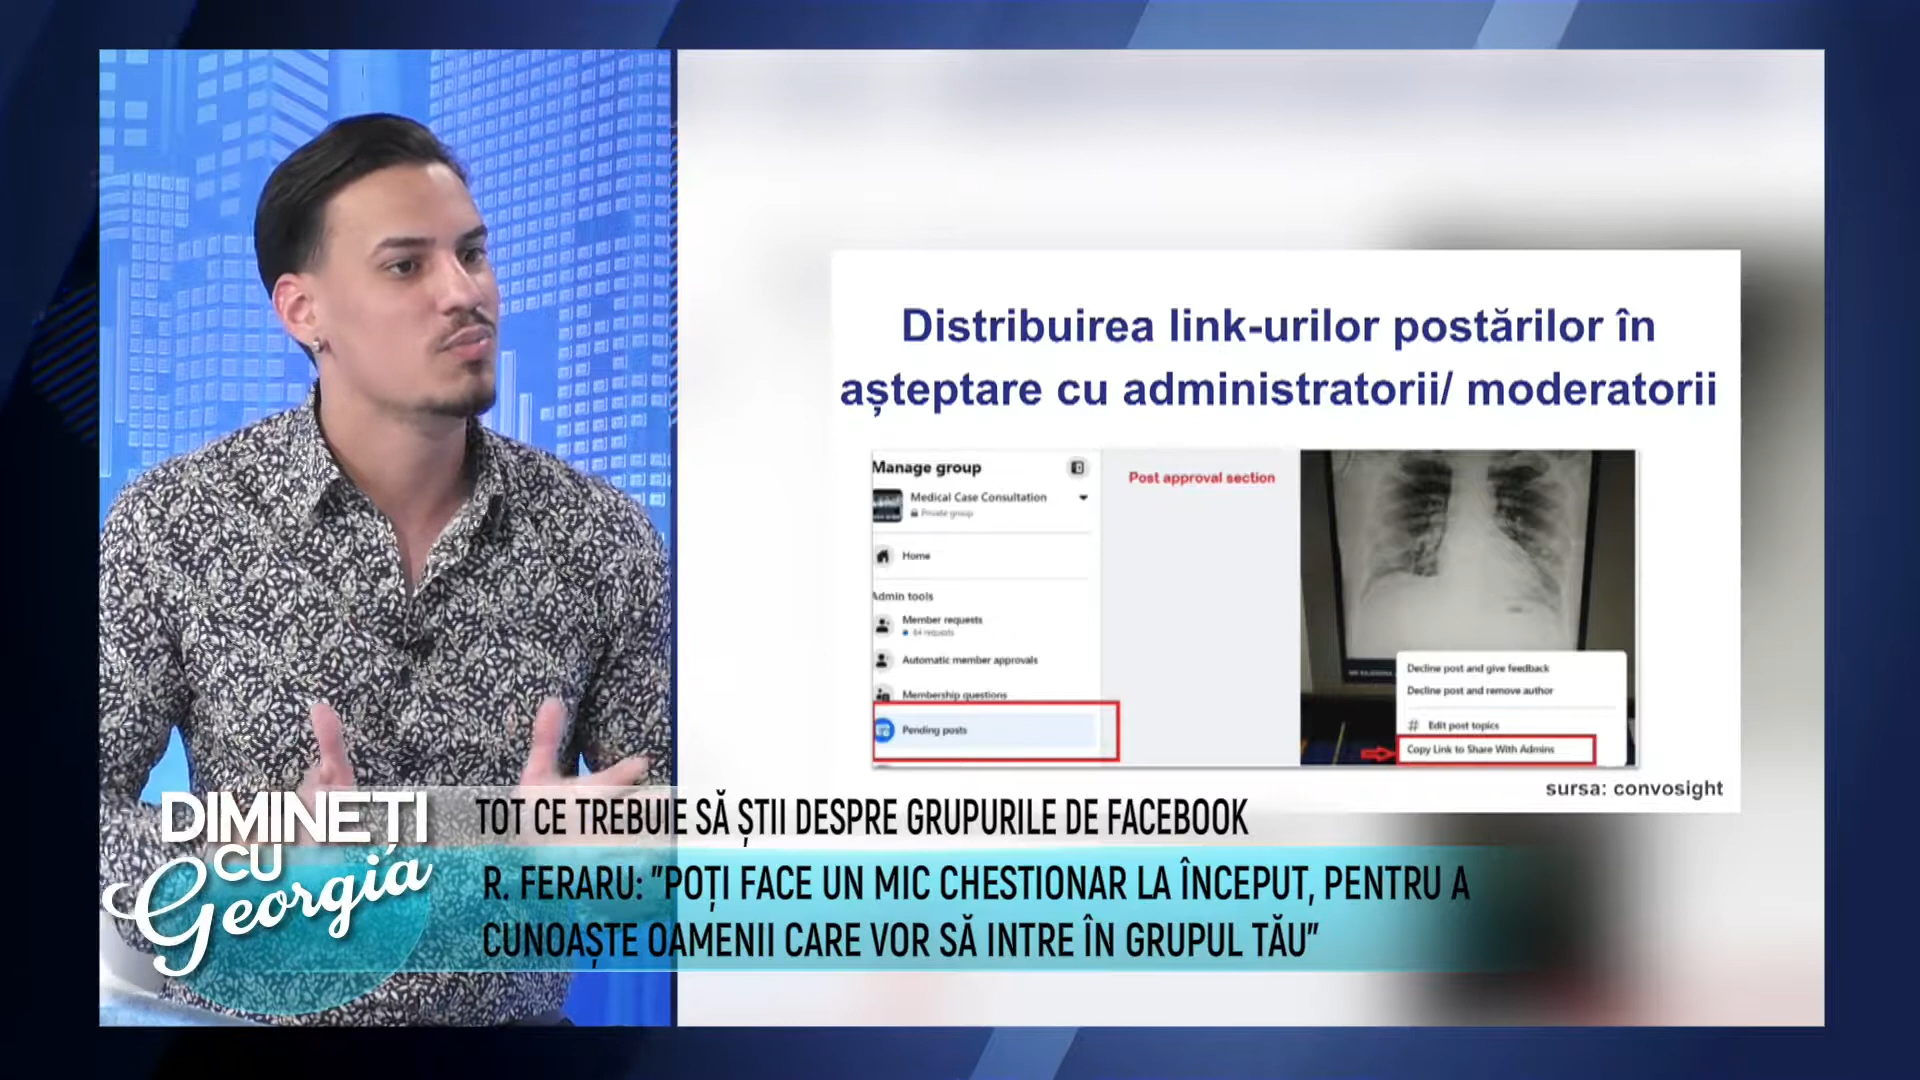 Distribuirea link-urilor postărilor în
așteptare cu administratorii/ moderatorii
Manage group
Medical Case Consultation
Private group
Home
Admin tools
Member requests
64 requests
Automatic member approvals
Membership questions
Pending posts
Post approval section
Decline post and give feedback
Decline post and remove author
# Edit post topics
Copy Link to Share With Admins
sursa: convosight
DIMINEȚI
CU
Georgia
TOT CE TREBUIE SĂ ȘTII DESPRE GRUPURILE DE FACEBOOK
R. FERARU: "POȚI FACE UN MIC CHESTIONAR LA ÎNCEPUT, PENTRU A
CUNOAȘTE OAMENII CARE VOR SĂ INTRE ÎN GRUPUL TĂU"